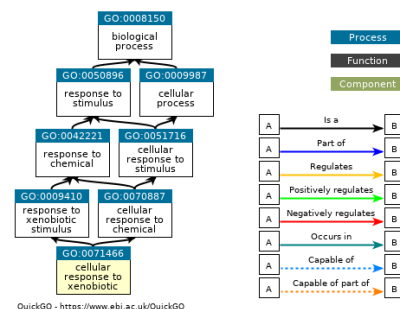 GO:0008150
biological
process
GO:0050896
response to
stimulus
GO:0009987
cellular
process
GO:0042221
response to
chemical
GO:0051716
cellular
response to
stimulus
GO:0009410
response to
xenobiotic
stimulus
GO:0070887
cellular
response to
chemical
GO:0071466
cellular
response to
xenobiotic
QuickGO - https://www.ebi.ac.uk/QuickGO
Process
Function
Component
A Is a B
A Part of B
A Regulates B
A Positively regulates B
A Negatively regulates B
A Occurs in B
A Capable of B
A Capable of part of B